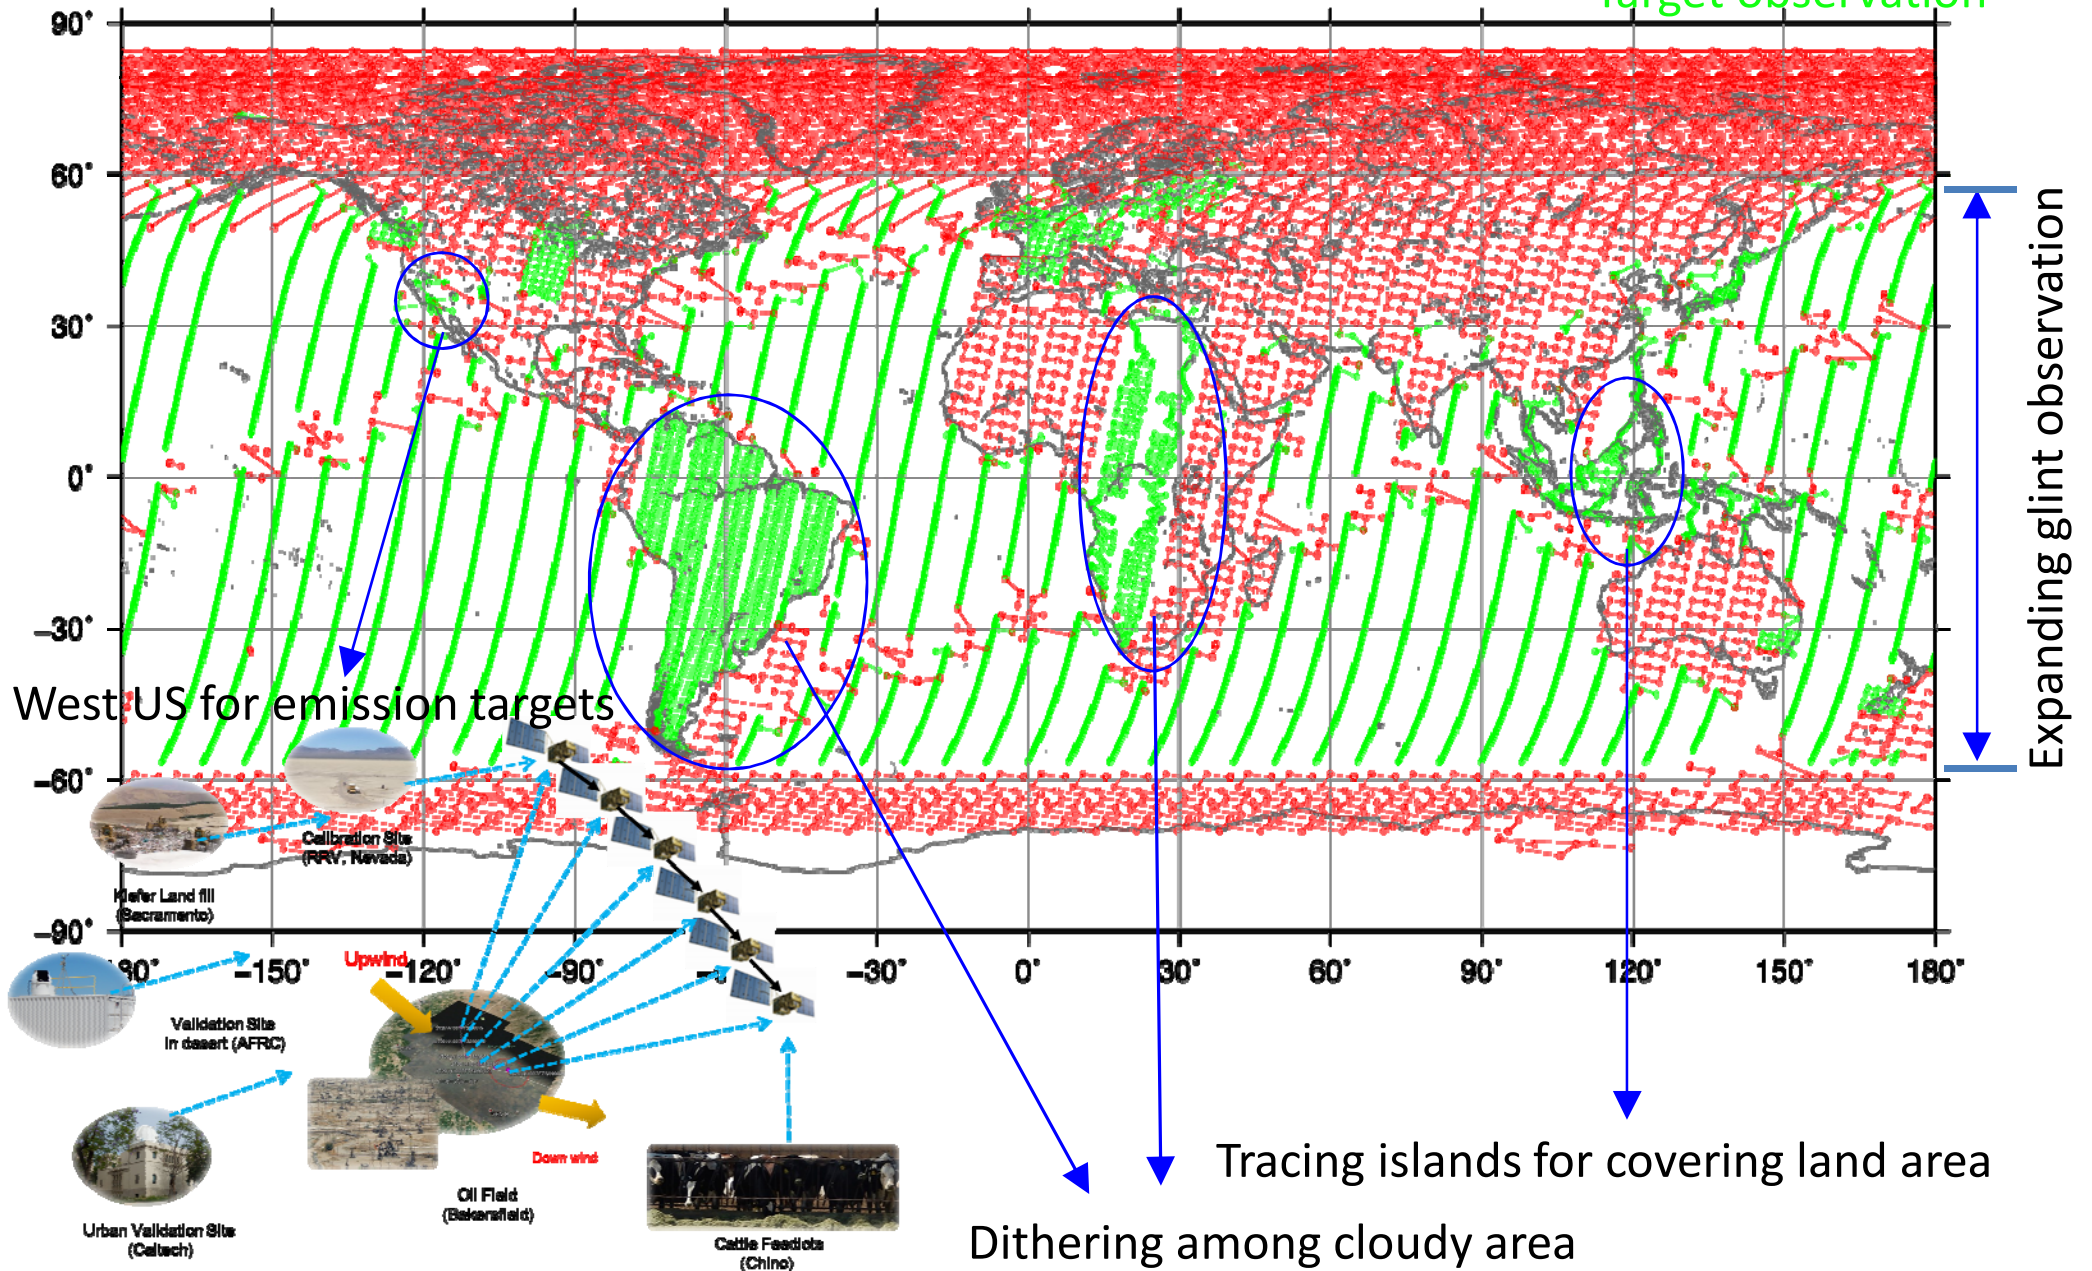 Target observation
90°
60°
30°
0°
−30°
−60°
−90°
Expanding glint observation
West US for emission targets
Calibration Site
(RRV, Nevada)
Kiefer Land fill
(Sacramento)
80° −150° −120° −90° −30° 0° 30° 60° 90° 120° 150° 180°
Upwind
Validation Site
in desert (AFRC)
Down wind
Oil Field
(Bakersfield)
Urban Validation Site
(Caltech)
Cattle Feedlots
(Chino)
Tracing islands for covering land area
Dithering among cloudy area